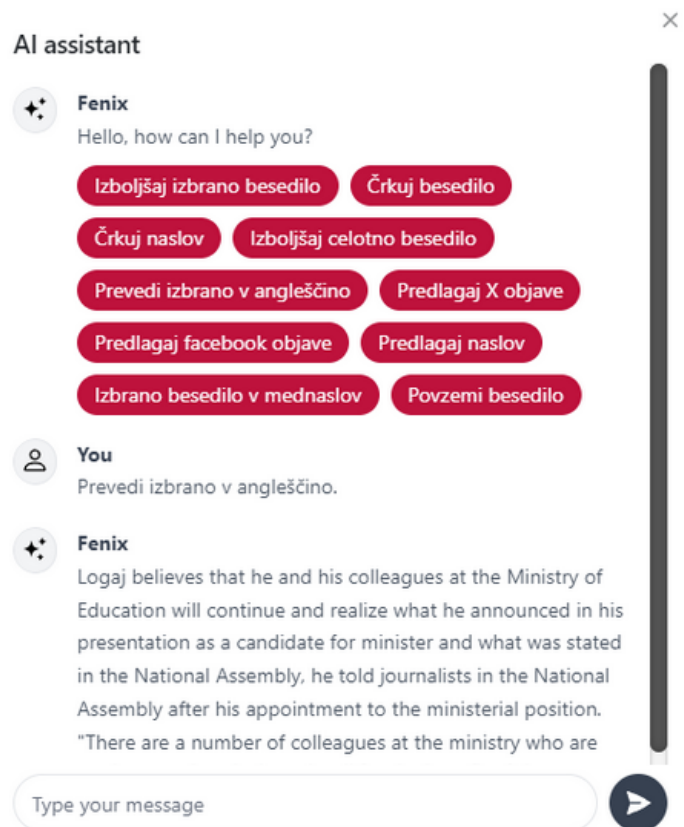 AI assistant
Fenix
Hello, how can I help you?
Izboljšaj izbrano besedilo
Črkuj besedilo
Črkuj naslov
Izboljšaj celotno besedilo
Prevedi izbrano v angleščino
Predlagaj X objave
Predlagaj facebook objave
Predlagaj naslov
Izbrano besedilo v mednaslov
Povzemi besedilo
You
Prevedi izbrano v angleščino.
Fenix
Logaj believes that he and his colleagues at the Ministry of
Education will continue and realize what he announced in his
presentation as a candidate for minister and what was stated
in the National Assembly, he told journalists in the National
Assembly after his appointment to the ministerial position.
"There are a number of colleagues at the ministry who are
Type your message